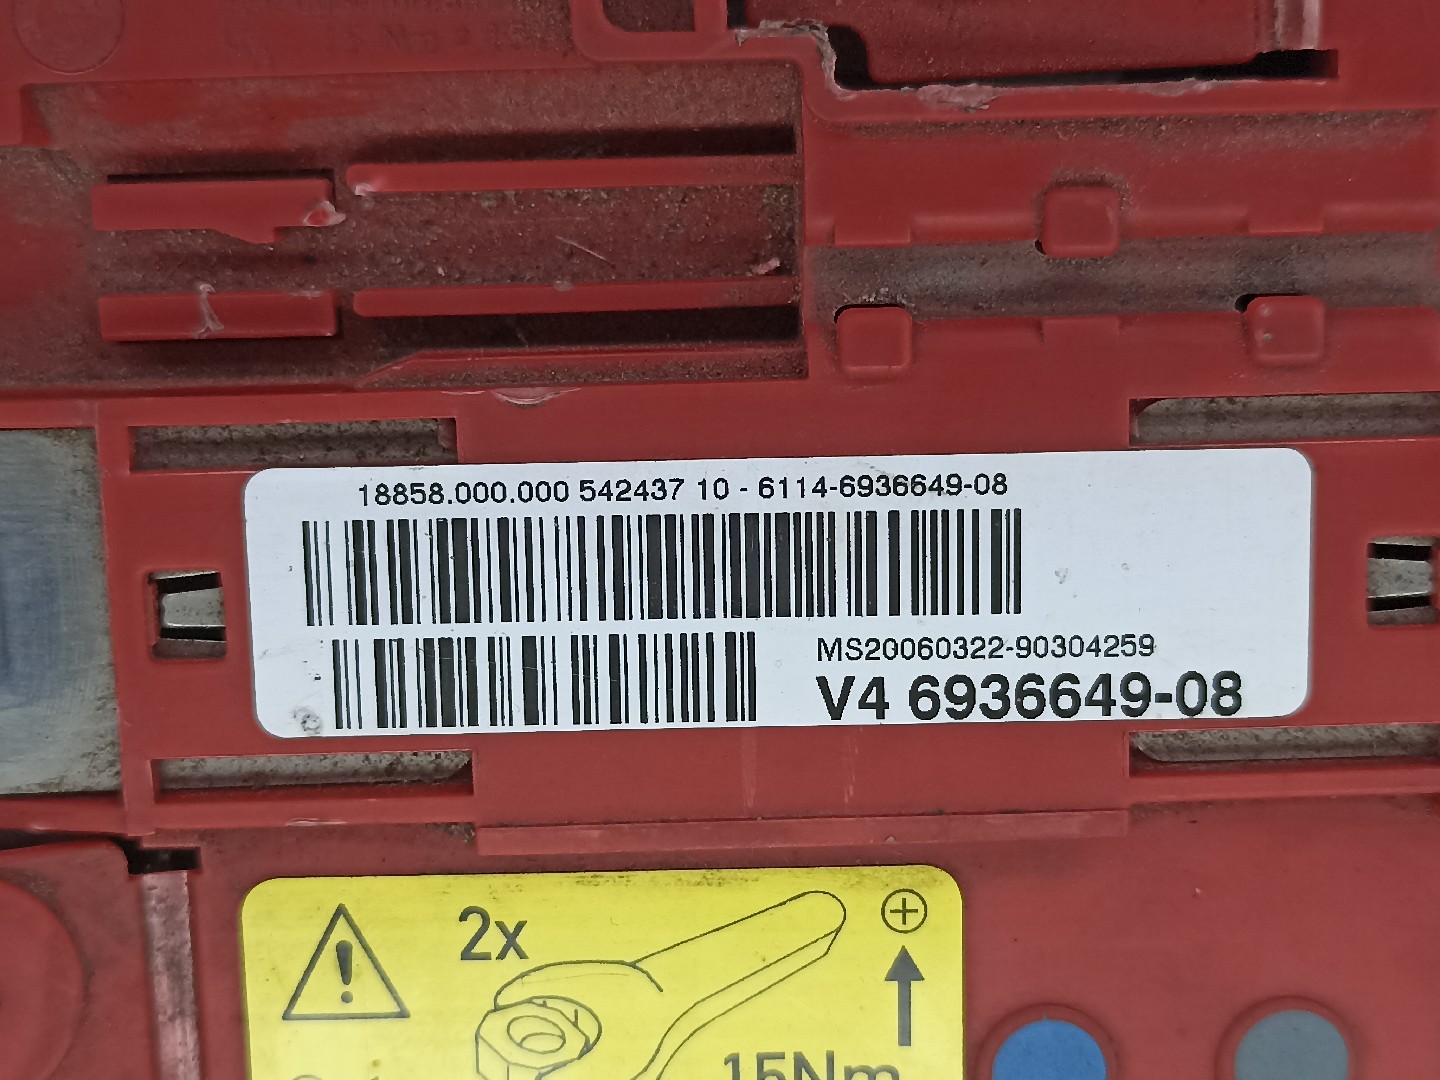 18858.000.000 542437 10 - 6114-6936649-08
MS20060322-90304259
V4 6936649-08
2x
15Nm